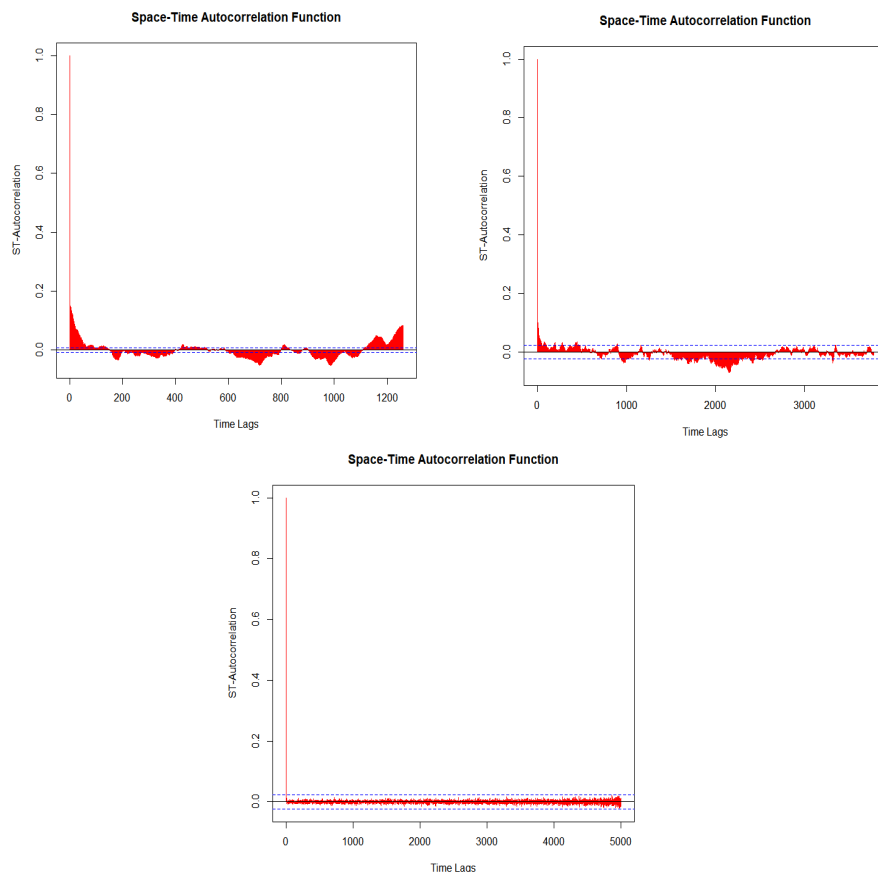 Space-Time Autocorrelation Function
ST-Autocorrelation
1.0
0.8
0.6
0.4
0.2
0.0
0 200 400 600 800 1000 1200
Time Lags
Space-Time Autocorrelation Function
ST-Autocorrelation
1.0
0.8
0.6
0.4
0.2
0.0
0 1000 2000 3000
Time Lags
Space-Time Autocorrelation Function
ST-Autocorrelation
1.0
0.8
0.6
0.4
0.2
0.0
0 1000 2000 3000 4000 5000
Time Lags